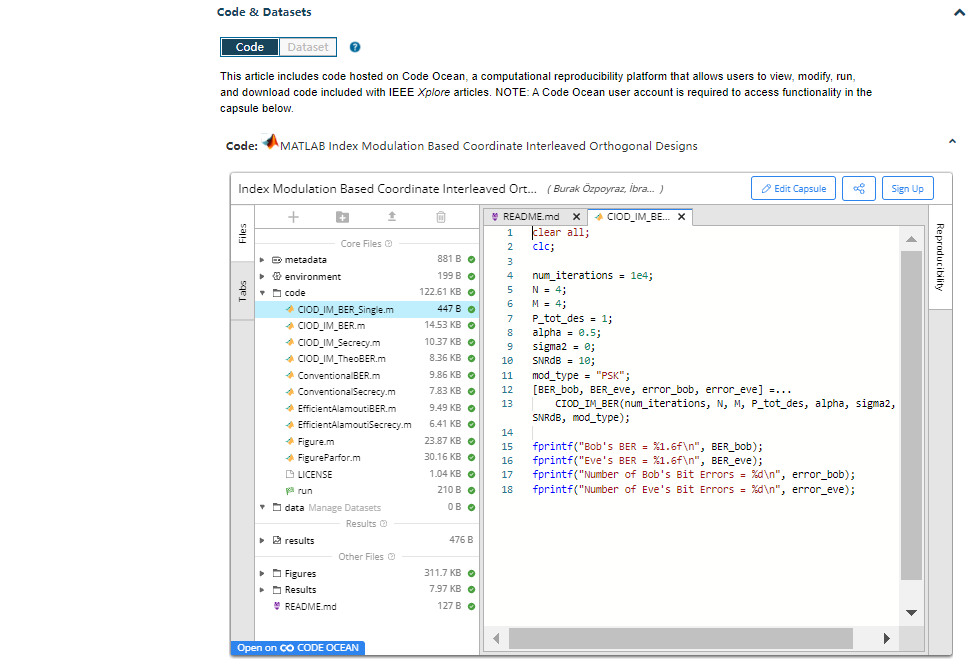 Code & Datasets
Code Dataset
This article includes code hosted on Code Ocean, a computational reproducibility platform that allows users to view, modify, run,
and download code included with IEEE Xplore articles. NOTE: A Code Ocean user account is required to access functionality in the
capsule below.
Code: MATLAB Index Modulation Based Coordinate Interleaved Orthogonal Designs
Index Modulation Based Coordinate Interleaved Ort... ( Burak Özpoyraz, İbra... )
Edit Capsule Sign Up
Files
Tabs
Core Files
metadata 881 B
environment 199 B
code 122.61 KB
CIOD_IM_BER_Single.m 447 B
CIOD_IM_BER.m 14.53 KB
CIOD_IM_Secrecy.m 10.37 KB
CIOD_IM_TheoBER.m 8.36 KB
ConventionalBER.m 9.86 KB
ConventionalSecrecy.m 7.83 KB
EfficientAlamoutiBER.m 9.49 KB
EfficientAlamoutiSecrecy.m 6.41 KB
Figure.m 23.87 KB
FigureParfor.m 30.16 KB
LICENSE 1.04 KB
run 210 B
data Manage Datasets 0 B
Results
results 476 B
Other Files
Figures 311.7 KB
Results 7.97 KB
README.md 127 B
Open on CODE OCEAN
README.md CIOD_IM_BE...
1 clear all;
2 clc;
3
4 num_iterations = 1e4;
5 N = 4;
6 M = 4;
7 P_tot_des = 1;
8 alpha = 0.5;
9 sigma2 = 0;
10 SNRdB = 10;
11 mod_type = "PSK";
12 [BER_bob, BER_eve, error_bob, error_eve] =...
13 CIOD_IM_BER(num_iterations, N, M, P_tot_des, alpha, sigma2,
SNRdB, mod_type);
14
15 fprintf("Bob's BER = %1.6f\n", BER_bob);
16 fprintf("Eve's BER = %1.6f\n", BER_eve);
17 fprintf("Number of Bob's Bit Errors = %d\n", error_bob);
18 fprintf("Number of Eve's Bit Errors = %d\n", error_eve);
Reproducibility